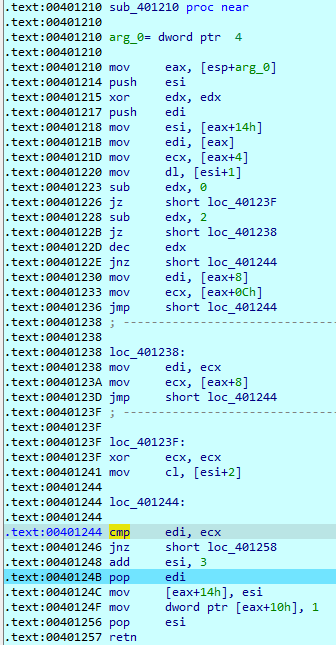 .text:00401210 sub_401210 proc near
.text:00401210
.text:00401210 arg_0= dword ptr  4
.text:00401210
.text:00401210 mov     eax, [esp+arg_0]
.text:00401214 push    esi
.text:00401215 xor     edx, edx
.text:00401217 push    edi
.text:00401218 mov     esi, [eax+14h]
.text:0040121B mov     edi, [eax]
.text:0040121D mov     ecx, [eax+4]
.text:00401220 mov     dl, [esi+1]
.text:00401223 sub     edx, 0
.text:00401226 jz      short loc_40123F
.text:00401228 sub     edx, 2
.text:0040122B jz      short loc_401238
.text:0040122D dec     edx
.text:0040122E jnz     short loc_401244
.text:00401230 mov     edi, [eax+8]
.text:00401233 mov     ecx, [eax+0Ch]
.text:00401236 jmp     short loc_401244
.text:00401238 ; ---------------------------
.text:00401238
.text:00401238 loc_401238:
.text:00401238 mov     edi, ecx
.text:0040123A mov     ecx, [eax+8]
.text:0040123D jmp     short loc_401244
.text:0040123F ; ---------------------------
.text:0040123F
.text:0040123F loc_40123F:
.text:0040123F xor     ecx, ecx
.text:00401241 mov     cl, [esi+2]
.text:00401244
.text:00401244 loc_401244:
.text:00401244
.text:00401244 cmp     edi, ecx
.text:00401246 jnz     short loc_401258
.text:00401248 add     esi, 3
.text:0040124B pop     edi
.text:0040124C mov     [eax+14h], esi
.text:0040124F mov     dword ptr [eax+10h], 1
.text:00401256 pop     esi
.text:00401257 retn